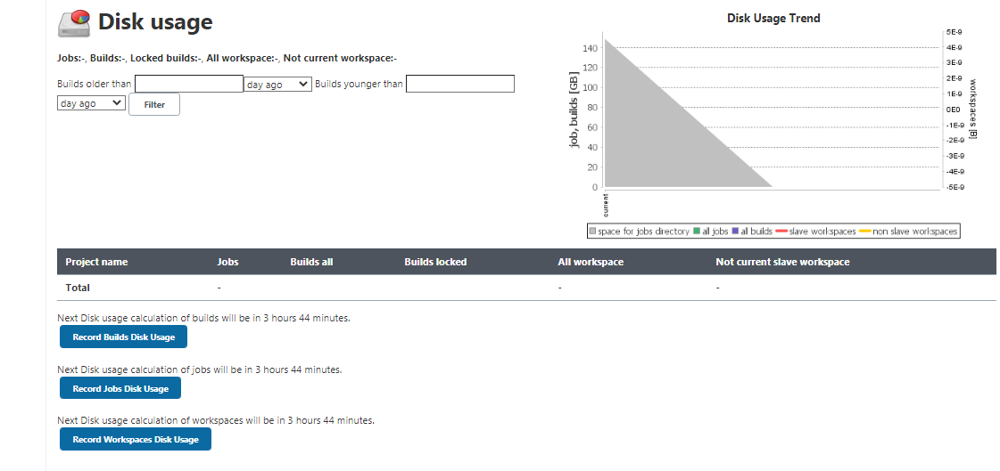 Disk usage
Jobs:-, Builds:-, Locked builds:-, All workspace:-, Not current workspace:-
Builds older than day ago Builds younger than
day ago Filter
Disk Usage Trend
job, builds [GB]
140
120
100
80
60
40
20
0
current
5E-9
4E-9
3E-9
2E-9
1E-9
0E0
-1E-9
-2E-9
-3E-9
-4E-9
-5E-9
workspaces [B]
space for jobs directory all jobs all builds slave workspaces non slave workspaces
Project name Jobs Builds all Builds locked All workspace Not current slave workspace
Total - - -
Next Disk usage calculation of builds will be in 3 hours 44 minutes.
Record Builds Disk Usage
Next Disk usage calculation of jobs will be in 3 hours 44 minutes.
Record Jobs Disk Usage
Next Disk usage calculation of workspaces will be in 3 hours 44 minutes.
Record Workspaces Disk Usage